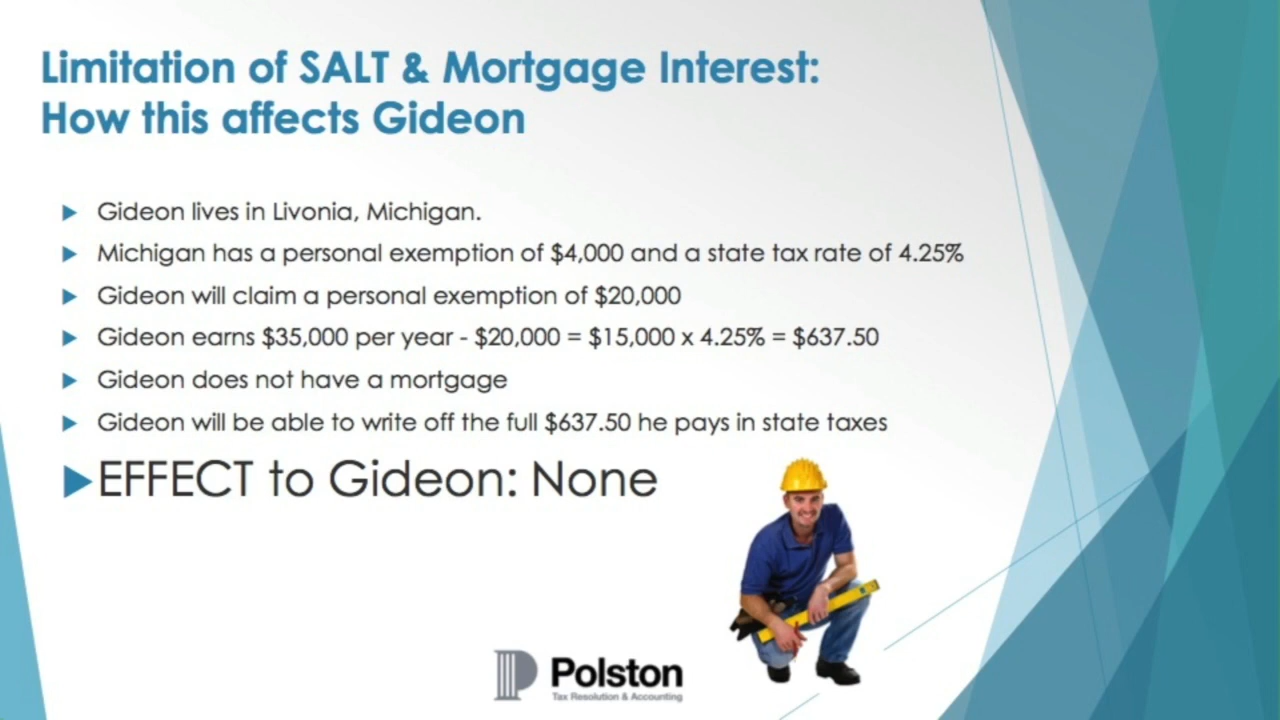 Limitation of SALT & Mortgage Interest:
How this affects Gideon
Gideon lives in Livonia, Michigan.
Michigan has a personal exemption of $4,000 and a state tax rate of 4.25%
Gideon will claim a personal exemption of $20,000
Gideon earns $35,000 per year - $20,000 = $15,000 x 4.25% = $637.50
Gideon does not have a mortgage
Gideon will be able to write off the full $637.50 he pays in state taxes
EFFECT to Gideon: None
Polston
Tax Resolution & Accounting